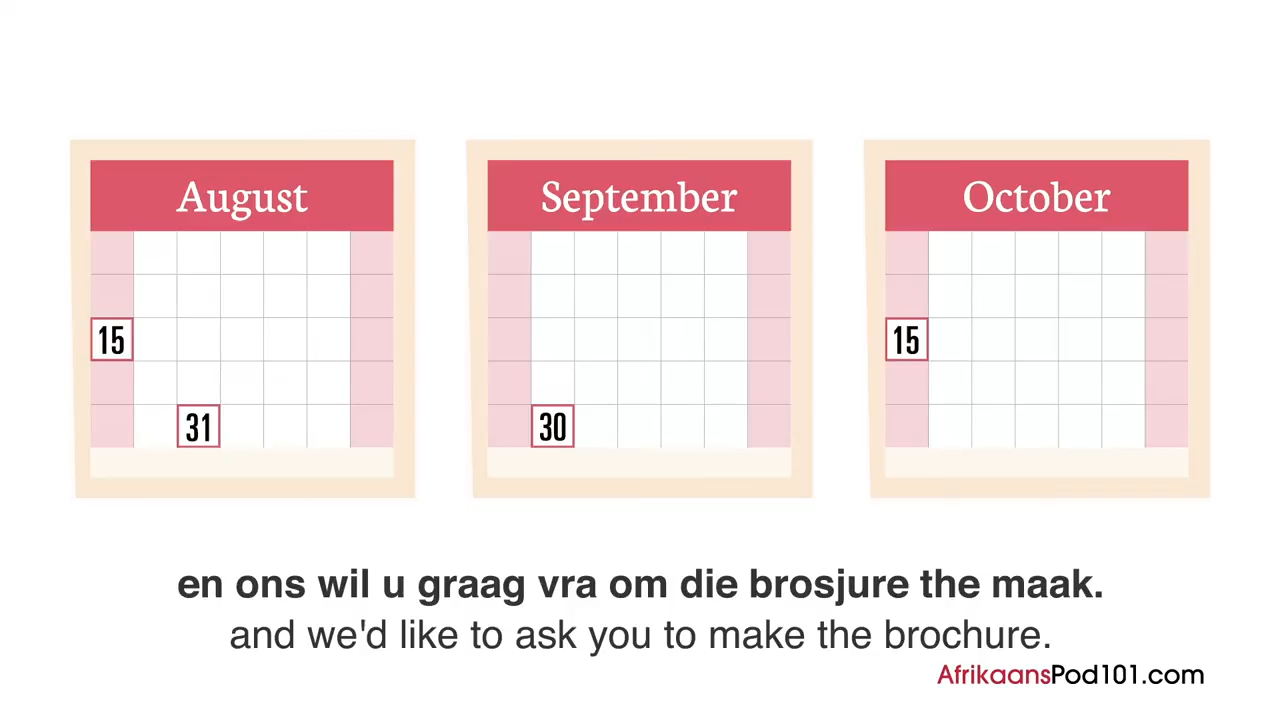 August
September
October
15
15
31
30
en ons wil u graag vra om die brosjure the maak.
and we'd like to ask you to make the brochure.
AfrikaansPod101.com